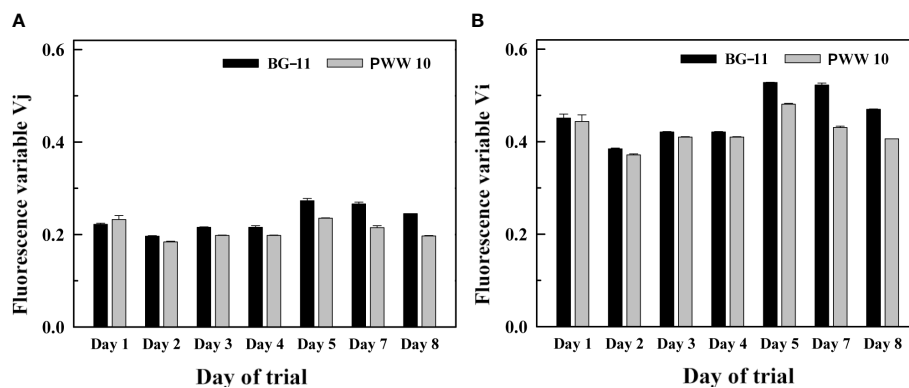 A
Fluorescence variable Vj
0.6
0.4
0.2
0.0
BG–11 PWW 10
Day 1 Day 2 Day 3 Day 4 Day 5 Day 7 Day 8
Day of trial
B
Fluorescence variable Vi
0.6
0.4
0.2
0.0
BG–11 PWW 10
Day 1 Day 2 Day 3 Day 4 Day 5 Day 7 Day 8
Day of trial